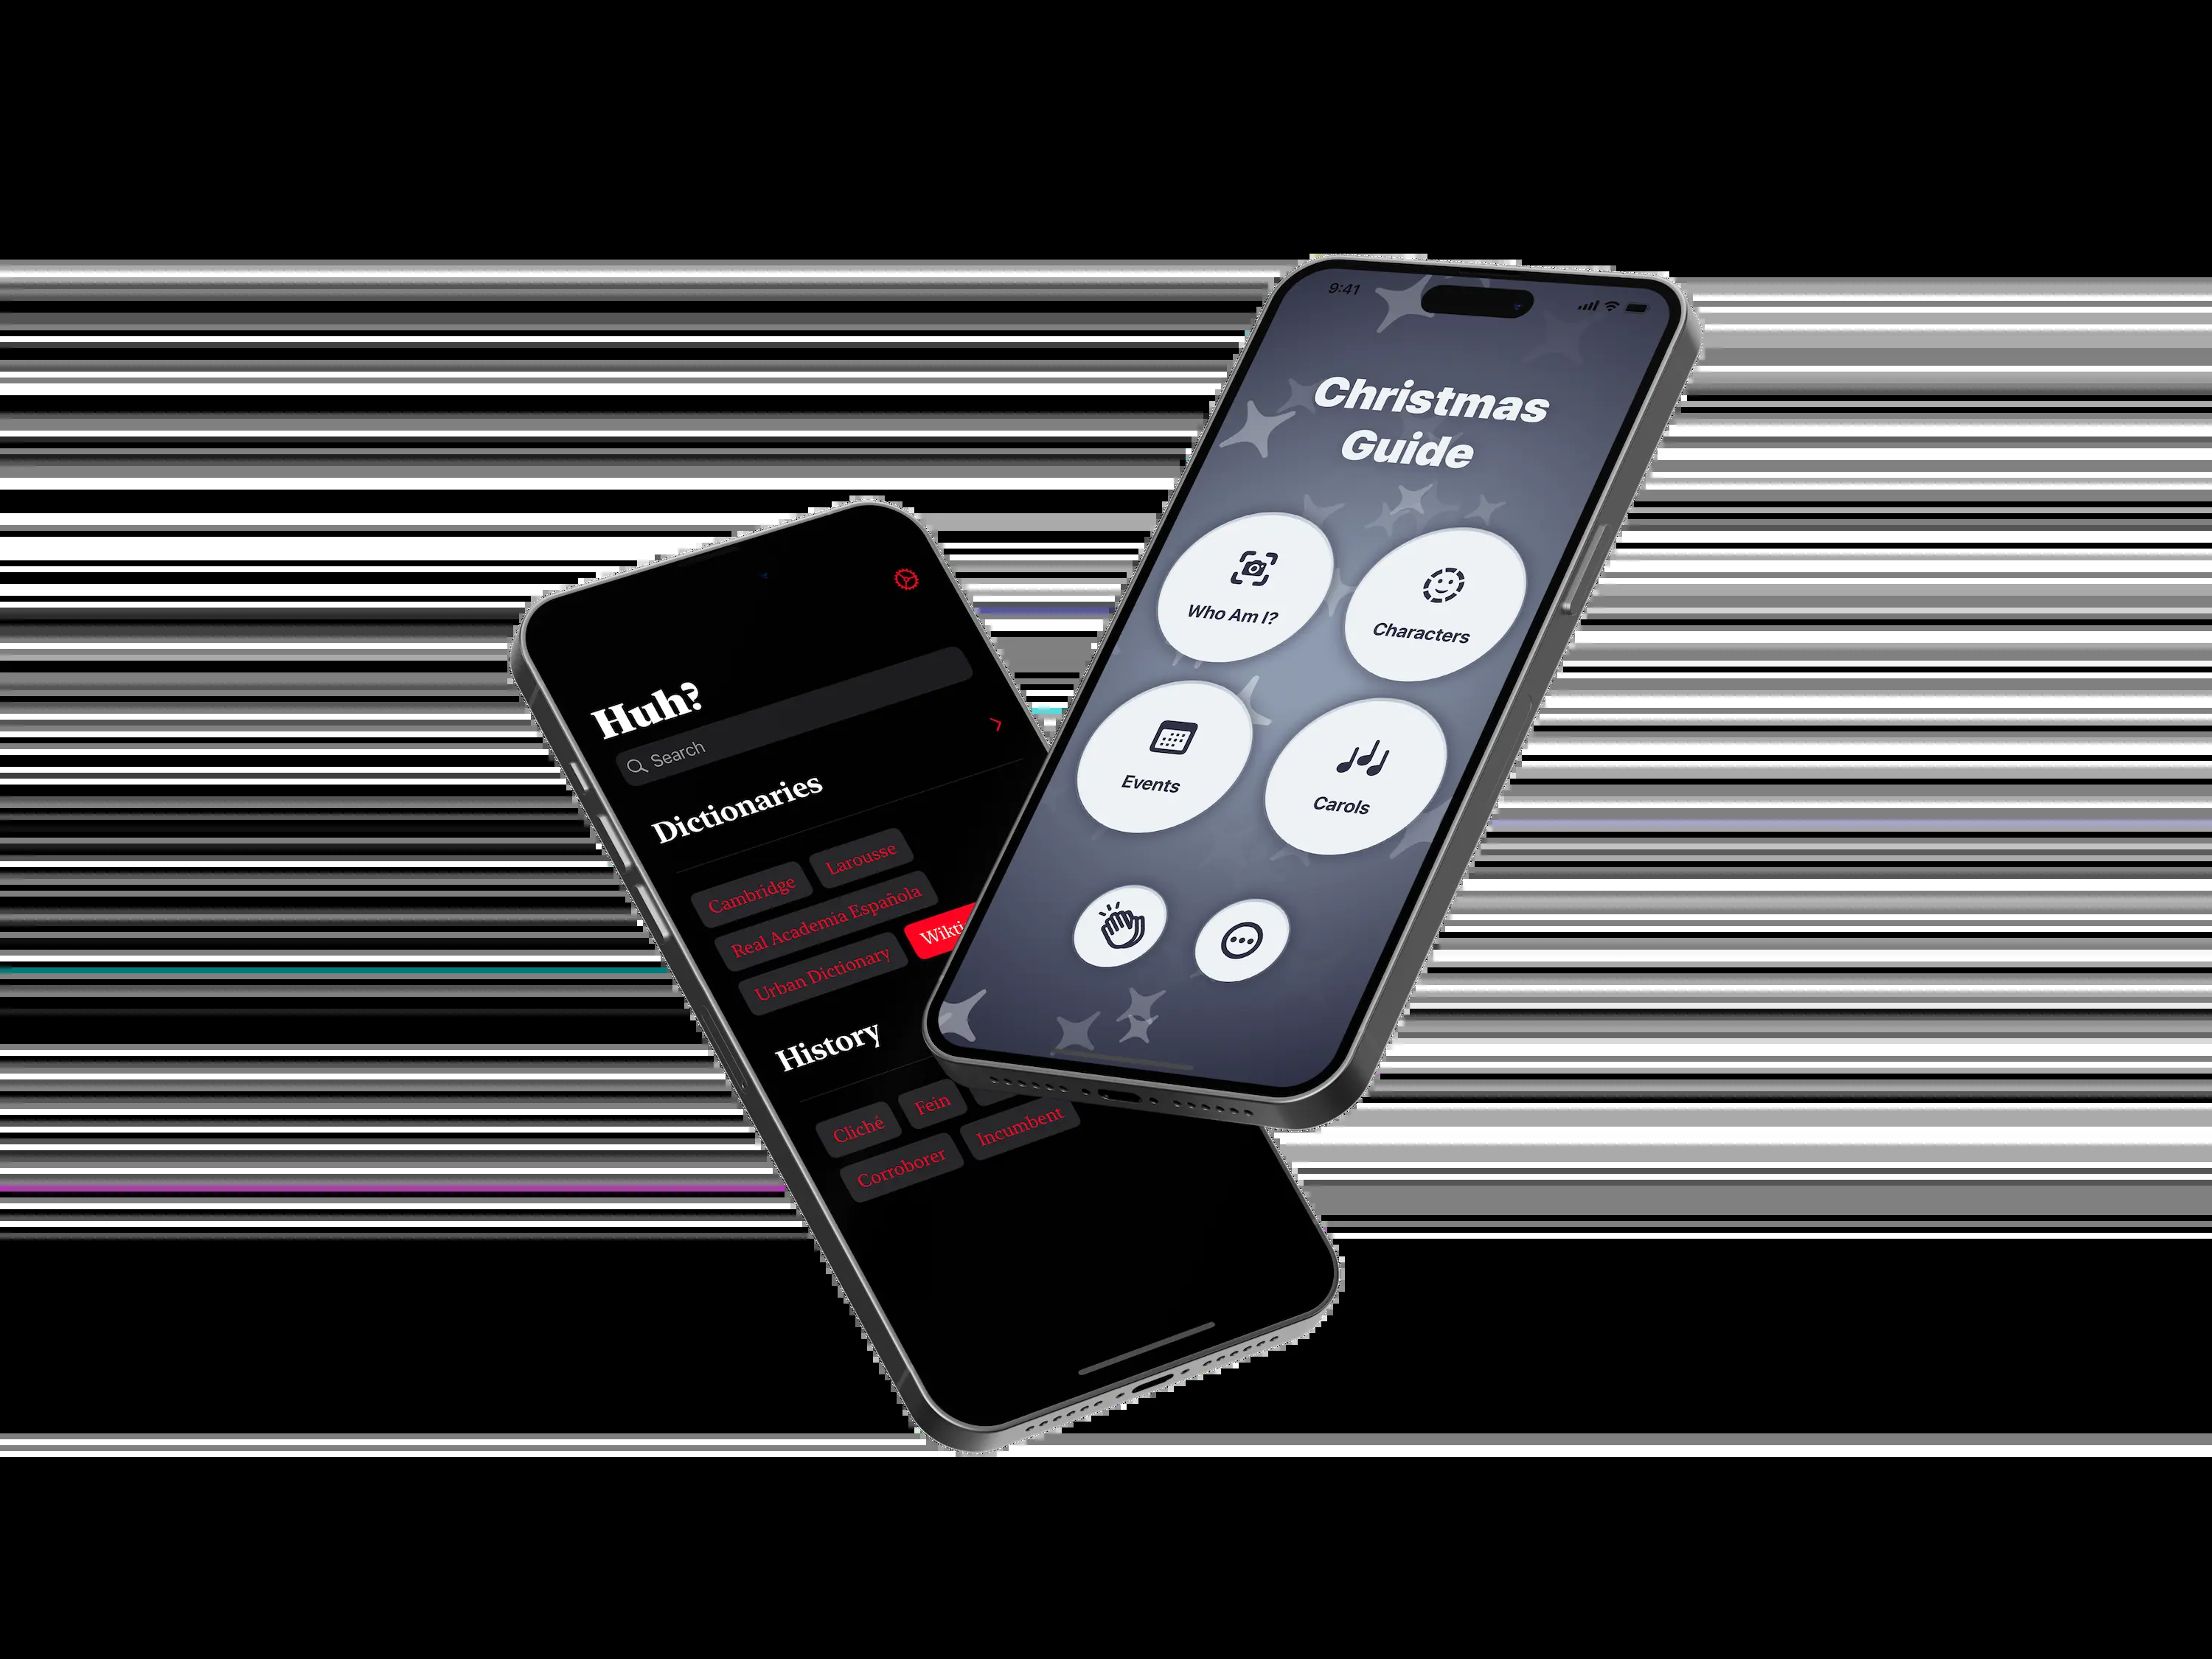 Huh?
Search
Dictionaries
Cambridge
Larousse
Real Academia Española
Urban Dictionary
Wikti
History
Cliché
Fein
Corroborer
Incumbent
9:41
Christmas
Guide
Who Am I?
Characters
Events
Carols